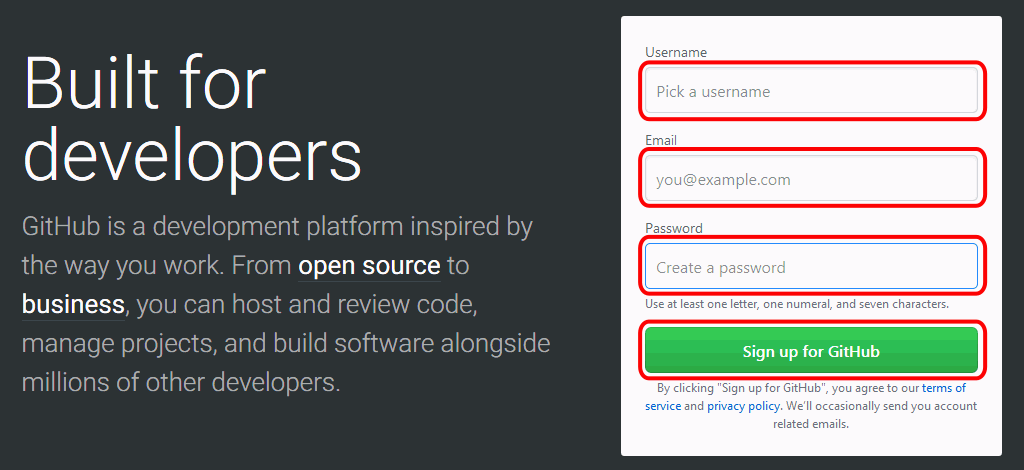 Built for
developers
GitHub is a development platform inspired by
the way you work. From open source to
business, you can host and review code,
manage projects, and build software alongside
millions of other developers.
Username
Pick a username
Email
you@example.com
Password
Create a password
Use at least one letter, one numeral, and seven characters.
Sign up for GitHub
By clicking "Sign up for GitHub", you agree to our terms of
service and privacy policy. We'll occasionally send you account
related emails.